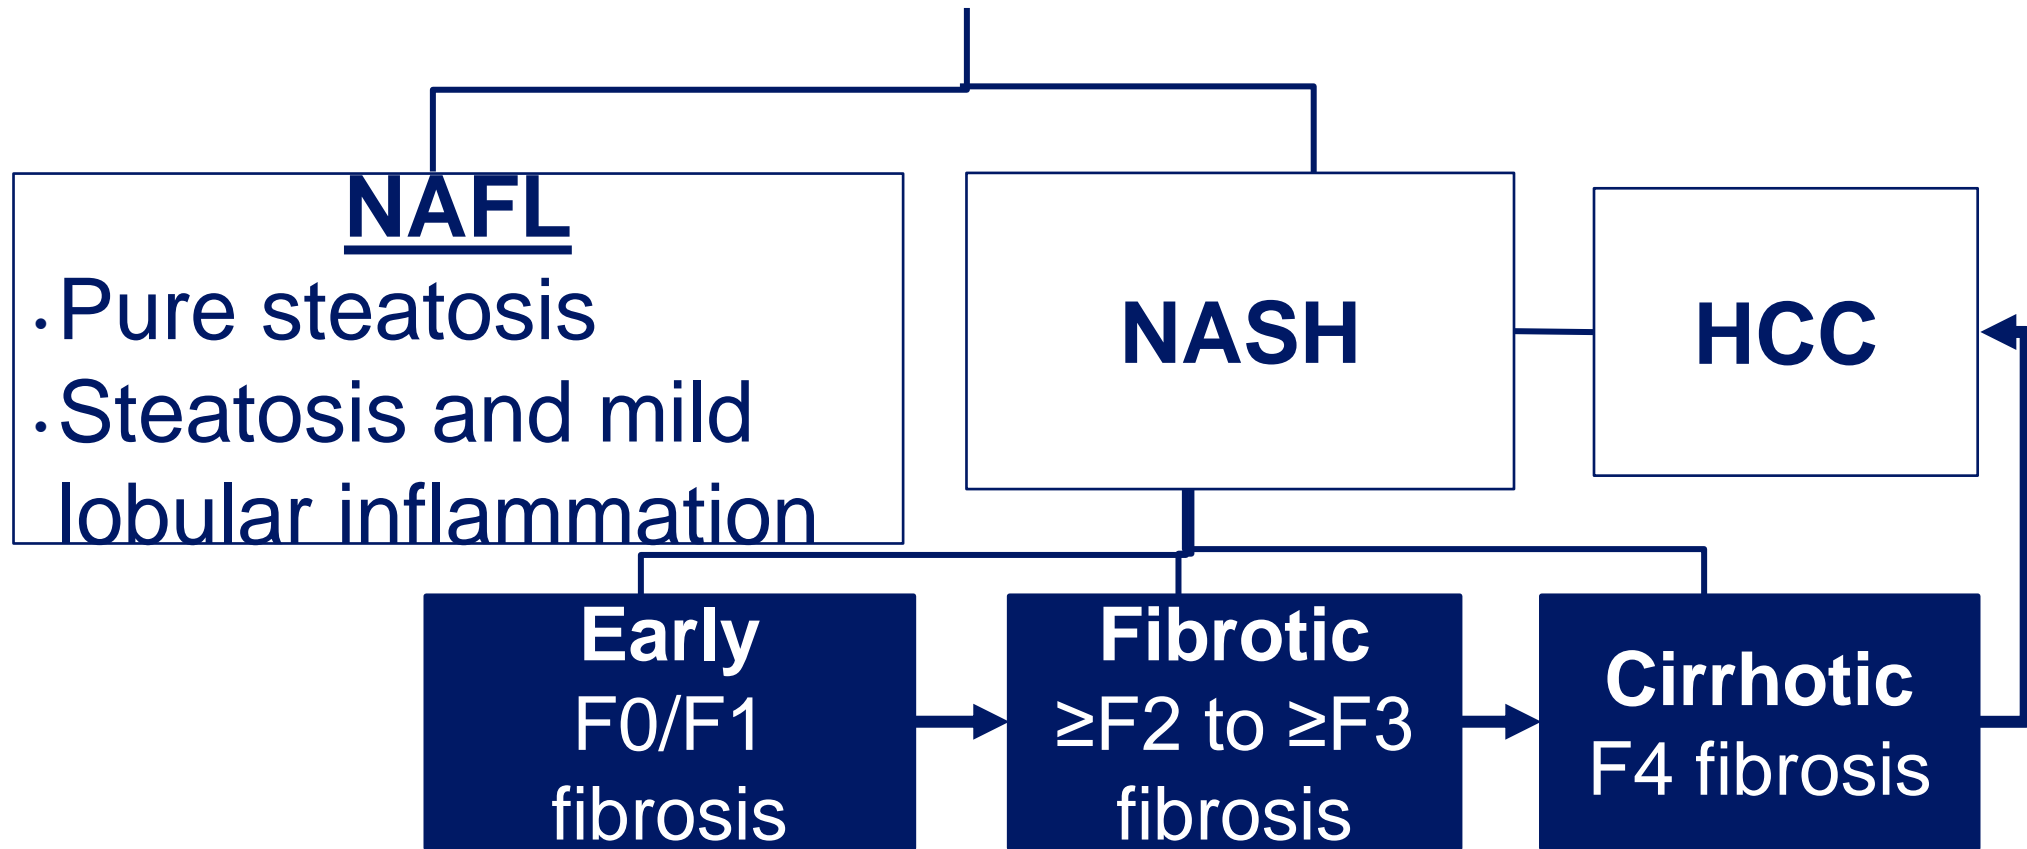 NAFL
· Pure steatosis
· Steatosis and mild
lobular inflammation
NASH
HCC
Early
F0/F1
fibrosis
Fibrotic
≥F2 to ≥F3
fibrosis
Cirrhotic
F4 fibrosis